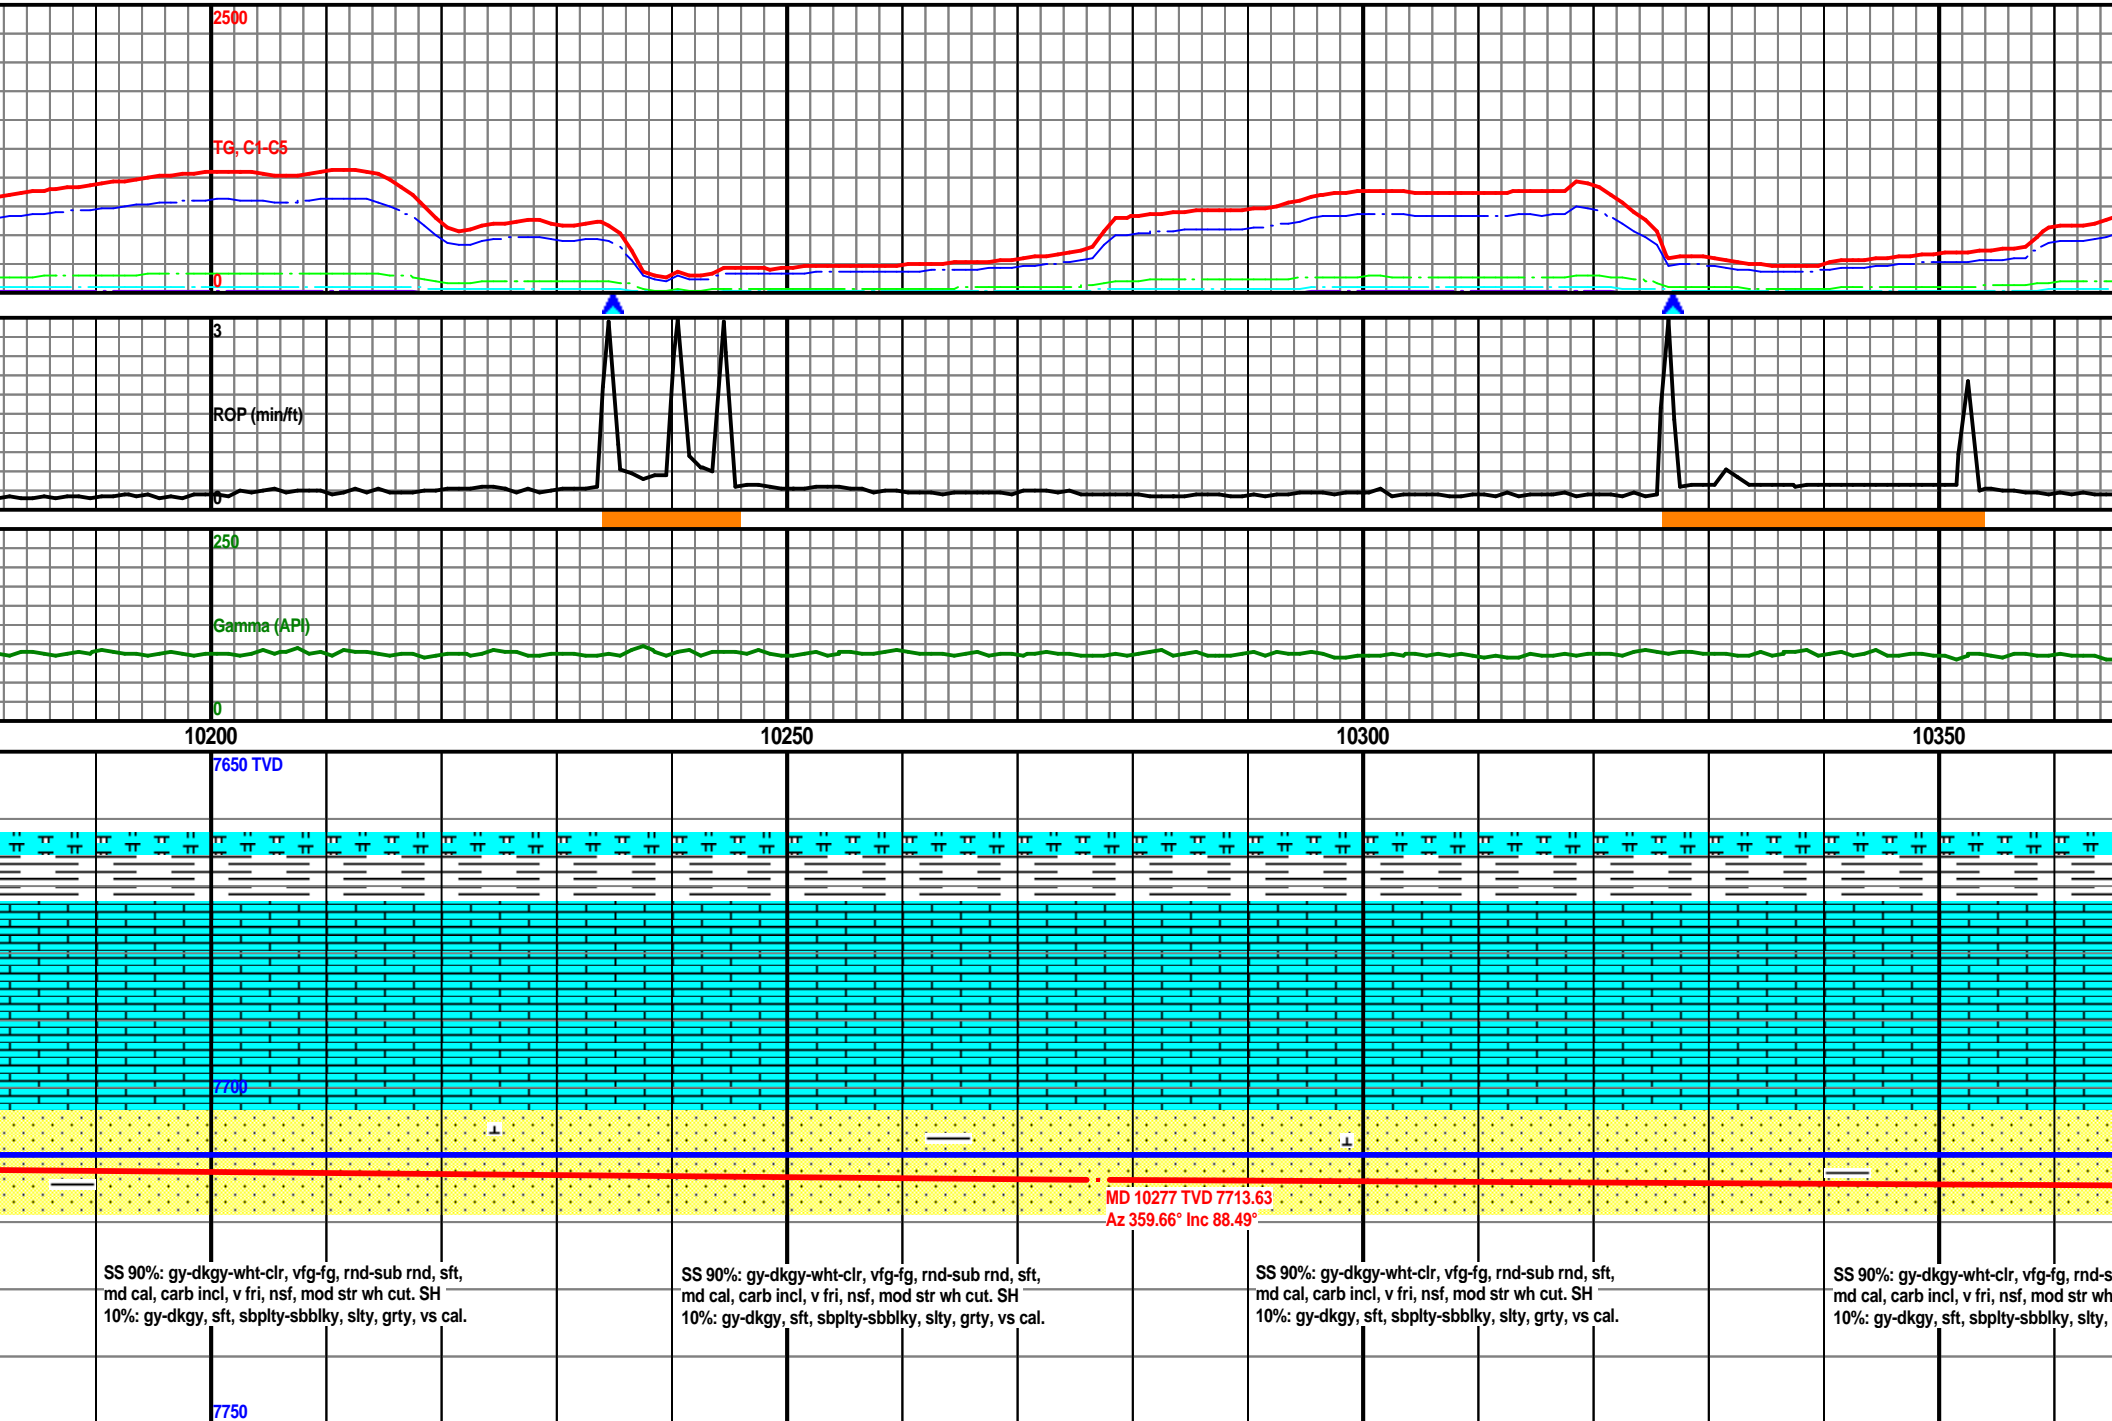 2500
TG, C1-C5
0
3
ROP (min/ft)
0
250
Gamma (API)
0
10200 10250 10300 10350
7650 TVD
7700
MD 10277 TVD 7713.63
Az 359.66° Inc 88.49°
SS 90%: gy-dkgy-wht-clr, vfg-fg, rnd-sub rnd, sft,
md cal, carb incl, v fri, nsf, mod str wh cut. SH
10%: gy-dkgy, sft, sbplty-sbblky, slty, grty, vs cal.
SS 90%: gy-dkgy-wht-clr, vfg-fg, rnd-sub rnd, sft,
md cal, carb incl, v fri, nsf, mod str wh cut. SH
10%: gy-dkgy, sft, sbplty-sbblky, slty, grty, vs cal.
SS 90%: gy-dkgy-wht-clr, vfg-fg, rnd-sub rnd, sft,
md cal, carb incl, v fri, nsf, mod str wh cut. SH
10%: gy-dkgy, sft, sbplty-sbblky, slty, grty, vs cal.
SS 90%: gy-dkgy-wht-clr, vfg-fg, rnd-s
md cal, carb incl, v fri, nsf, mod str wh
10%: gy-dkgy, sft, sbplty-sbblky, slty,
7750